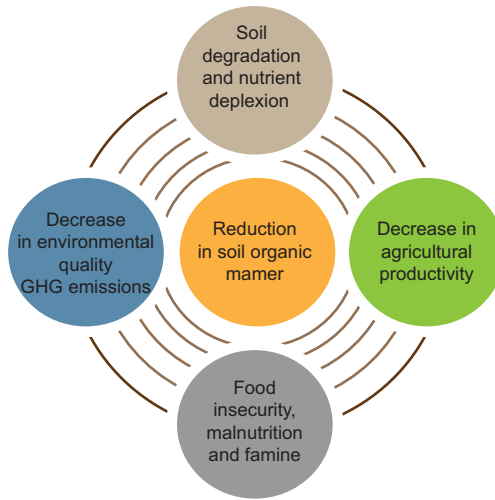 Soil
degradation
and nutrient
deplexion
Decrease
in environmental
quality
GHG emissions
Reduction
in soil organic
mamer
Decrease in
agricultural
productivity
Food
insecurity,
malnutrition
and famine